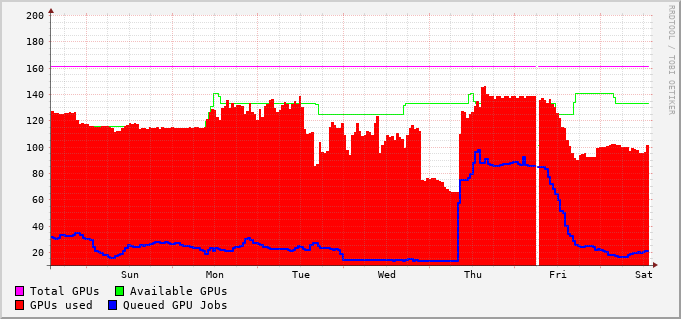 200
180
160
140
120
100
80
60
40
20
Sun Mon Tue Wed Thu Fri Sat
Total GPUs Available GPUs
GPUs used Queued GPU Jobs
RRDTOOL / TOBI OETIKER